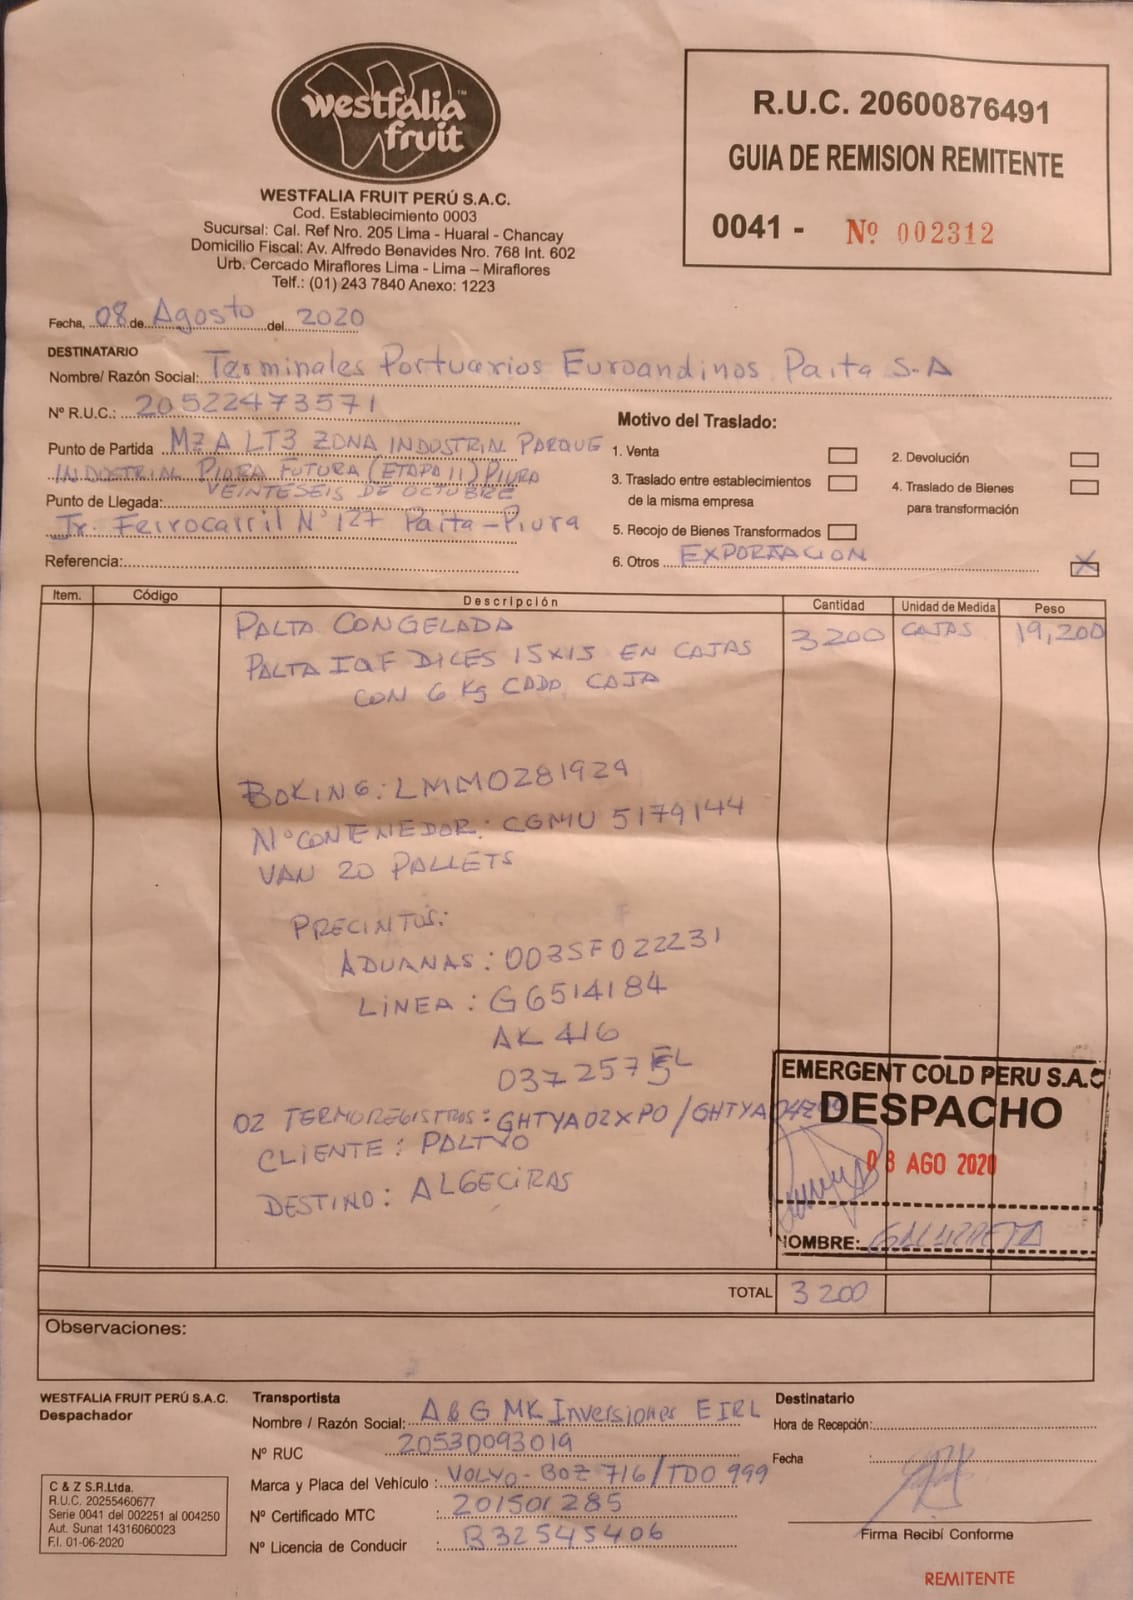 westfalia™
fruit
WESTFALIA FRUIT PERÚ S.A.C.
Cod. Establecimiento 0003
Sucursal: Cal. Ref Nro. 205 Lima - Huaral - Chancay
Domicilio Fiscal: Av. Alfredo Benavides Nro. 768 Int. 602
Urb. Cercado Miraflores Lima - Lima – Miraflores
Telf.: (01) 243 7840 Anexo: 1223
R.U.C. 20600876491
GUIA DE REMISION REMITENTE
0041 - Nº 002312
Fecha, 08 de Agosto del 2020
DESTINATARIO
Nombre/ Razón Social: Terminales Portuarios Euroandinos Paita S.A
Nº R.U.C.: 20522473571
Punto de Partida MZ A LT3 ZONA INDUSTRIAL PARQUE
INDUSTRIAL PIURA FUTURA (ETAPA II) PIURA
VEINTESEIS DE OCTUBRE
Punto de Llegada:
Jr. Ferrocarril N°127 Paita-Piura
Referencia:
Motivo del Traslado:
1. Venta
2. Devolución
3. Traslado entre establecimientos
de la misma empresa
4. Traslado de Bienes
para transformación
5. Recojo de Bienes Transformados
6. Otros EXPORTACION X
Item. Código Descripción Cantidad Unidad de Medida Peso
PALTA CONGELADA 3200 CAJAS 19,200
PALTA IQF DICES 15x15 EN CAJAS
CON 6 Kg CADA CAJA
BOKING: LMM0281929
N° CONTENEDOR: CGMU 5179144
VAN 20 PALLETS
PRECINTOS:
ADUANAS: 003SF022231
LINEA: G6514184
AK 416
0372575
02 TERMOREGISTROS: GHTYA02XPO/
CLIENTE: PALTYO
DESTINO: ALGECIRAS
EMERGENT COLD PERU S.A.C
DESPACHO
08 AGO 2020
NOMBRE: GALARRETA
TOTAL 3200
Observaciones:
WESTFALIA FRUIT PERÚ S.A.C.
Despachador
C & Z S.R.Ltda.
R.U.C. 20255460677
Serie 0041 del 002251 al 004250
Aut. Sunat 14316060023
F.I. 01-06-2020
Transportista
Nombre / Razón Social: A & G MK Inversiones EIRL
Nº RUC 20530093019
Marca y Placa del Vehículo: VOLVO-BOZ 716/TDO 999
Nº Certificado MTC : 201501285
Nº Licencia de Conducir : B32545406
Destinatario
Hora de Recepción:
Fecha :
Firma Recibí Conforme
REMITENTE